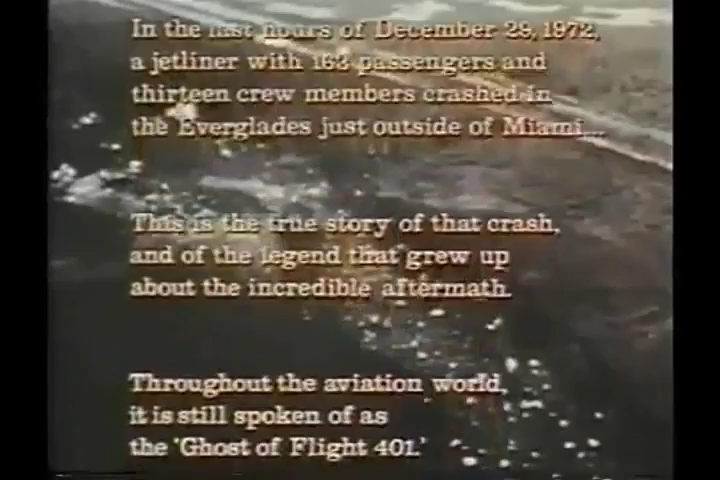 In the last hours of December 29, 1972,
a jetliner with 163 passengers and
thirteen crew members crashed in
the Everglades just outside of Miami...
This is the true story of that crash,
and of the legend that grew up
about the incredible aftermath.
Throughout the aviation world,
it is still spoken of as
the 'Ghost of Flight 401.'